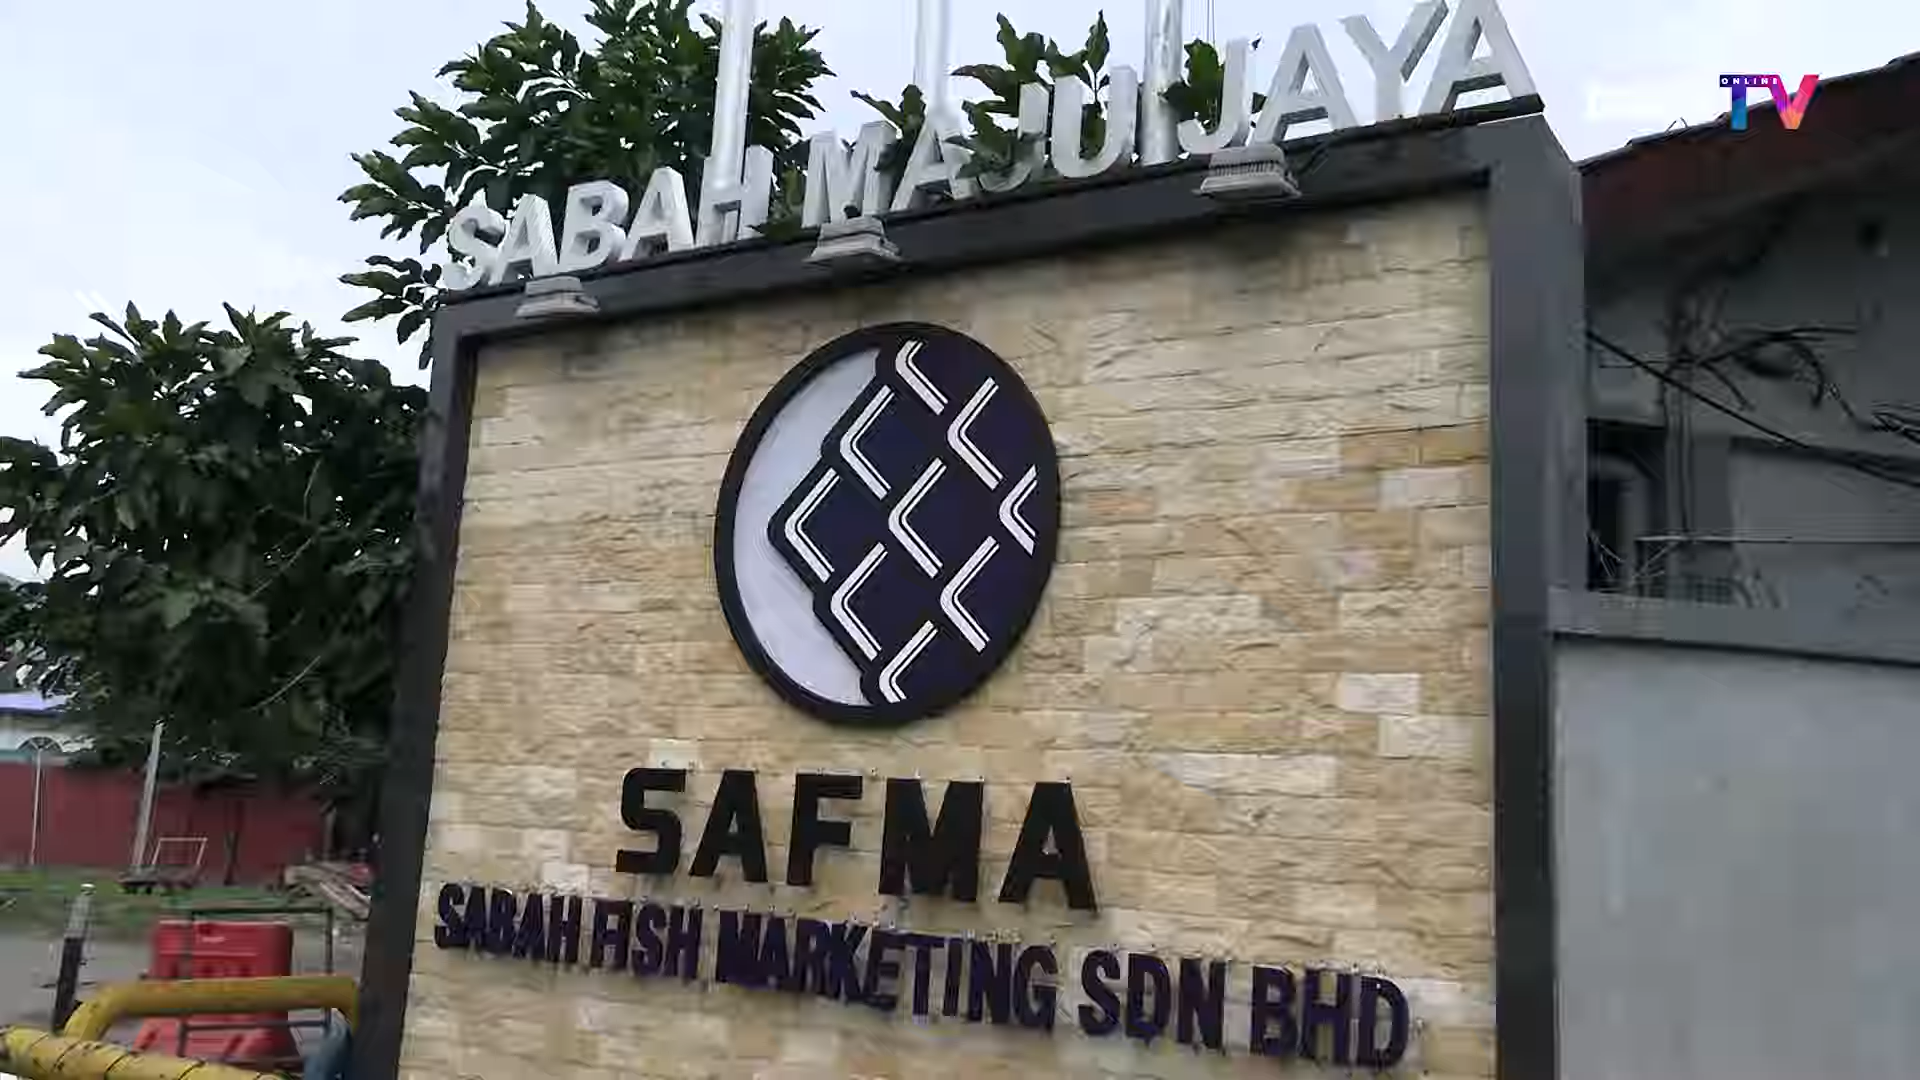 SABAH MAJU JAYA
ONLINE
TV
SAFMA
SABAH FISH MARKETING SDN BHD